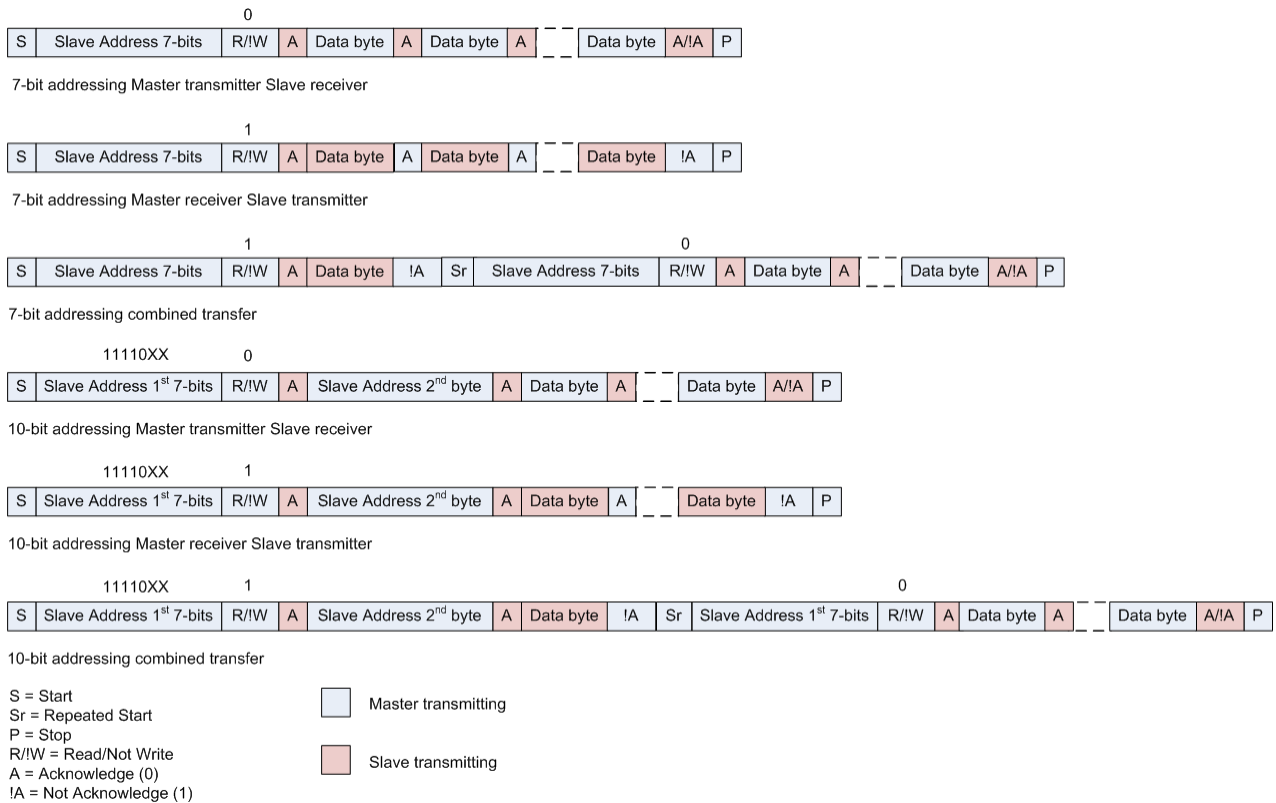 0
S Slave Address 7-bits R/!W A Data byte A Data byte A Data byte A/!A P
7-bit addressing Master transmitter Slave receiver
1
S Slave Address 7-bits R/!W A Data byte A Data byte A Data byte !A P
7-bit addressing Master receiver Slave transmitter
1 0
S Slave Address 7-bits R/!W A Data byte !A Sr Slave Address 7-bits R/!W A Data byte A Data byte A/!A P
7-bit addressing combined transfer
11110XX 0
S Slave Address 1st 7-bits R/!W A Slave Address 2nd byte A Data byte A Data byte A/!A P
10-bit addressing Master transmitter Slave receiver
11110XX 1
S Slave Address 1st 7-bits R/!W A Slave Address 2nd byte A Data byte A Data byte !A P
10-bit addressing Master receiver Slave transmitter
11110XX 1 0
S Slave Address 1st 7-bits R/!W A Slave Address 2nd byte A Data byte !A Sr Slave Address 1st 7-bits R/!W A Data byte A Data byte A/!A P
10-bit addressing combined transfer
S = Start
Sr = Repeated Start
P = Stop
R/!W = Read/Not Write
A = Acknowledge (0)
!A = Not Acknowledge (1)
Master transmitting
Slave transmitting